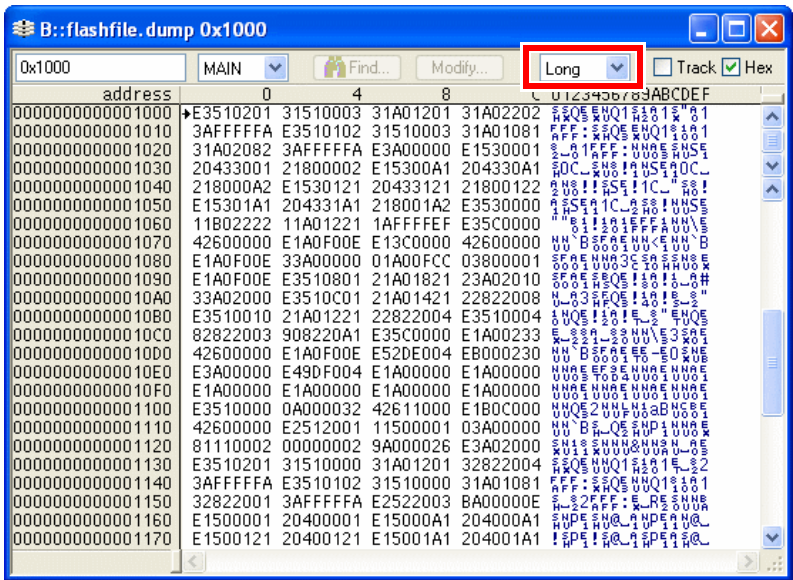 B::flashfile.dump 0x1000
0x1000 MAIN Find... Modify... Long Track Hex
address 0 4 8 C 0123456789ABCDEF
0000000000001000 E3510201 31510003 31A01201 31A02202
0000000000001010 3AFFFFFA E3510102 31510003 31A01081
0000000000001020 31A02082 3AFFFFFA E3A00000 E1530001
0000000000001030 20433001 21800002 E15300A1 204330A1
0000000000001040 218000A2 E1530121 20433121 21800122
0000000000001050 E15301A1 204331A1 218001A2 E3530000
0000000000001060 11B02222 11A01221 1AFFFFEF E35C0000
0000000000001070 42600000 E1A0F00E E13C0000 42600000
0000000000001080 E1A0F00E 33A00000 01A00FCC 03800001
0000000000001090 E1A0F00E E3510801 21A01821 23A02010
00000000000010A0 33A02000 E3510C01 21A01421 22822008
00000000000010B0 E3510010 21A01221 22822004 E3510004
00000000000010C0 82822003 908220A1 E35C0000 E1A00233
00000000000010D0 42600000 E1A0F00E E52DE004 EB000230
00000000000010E0 E3A00000 E49DF004 E1A00000 E1A00000
00000000000010F0 E1A00000 E1A00000 E1A00000 E1A00000
0000000000001100 E3510000 0A000032 42611000 E1B0C000
0000000000001110 42600000 E2512001 11500001 03A00000
0000000000001120 81110002 00000002 9A000026 E3A02000
0000000000001130 E3510201 31510000 31A01201 32822004
0000000000001140 3AFFFFFA E3510102 31510000 31A01081
0000000000001150 32822001 3AFFFFFA E2522003 BA00000E
0000000000001160 E1500001 20400001 E15000A1 204000A1
0000000000001170 E1500121 20400121 E15001A1 204001A1